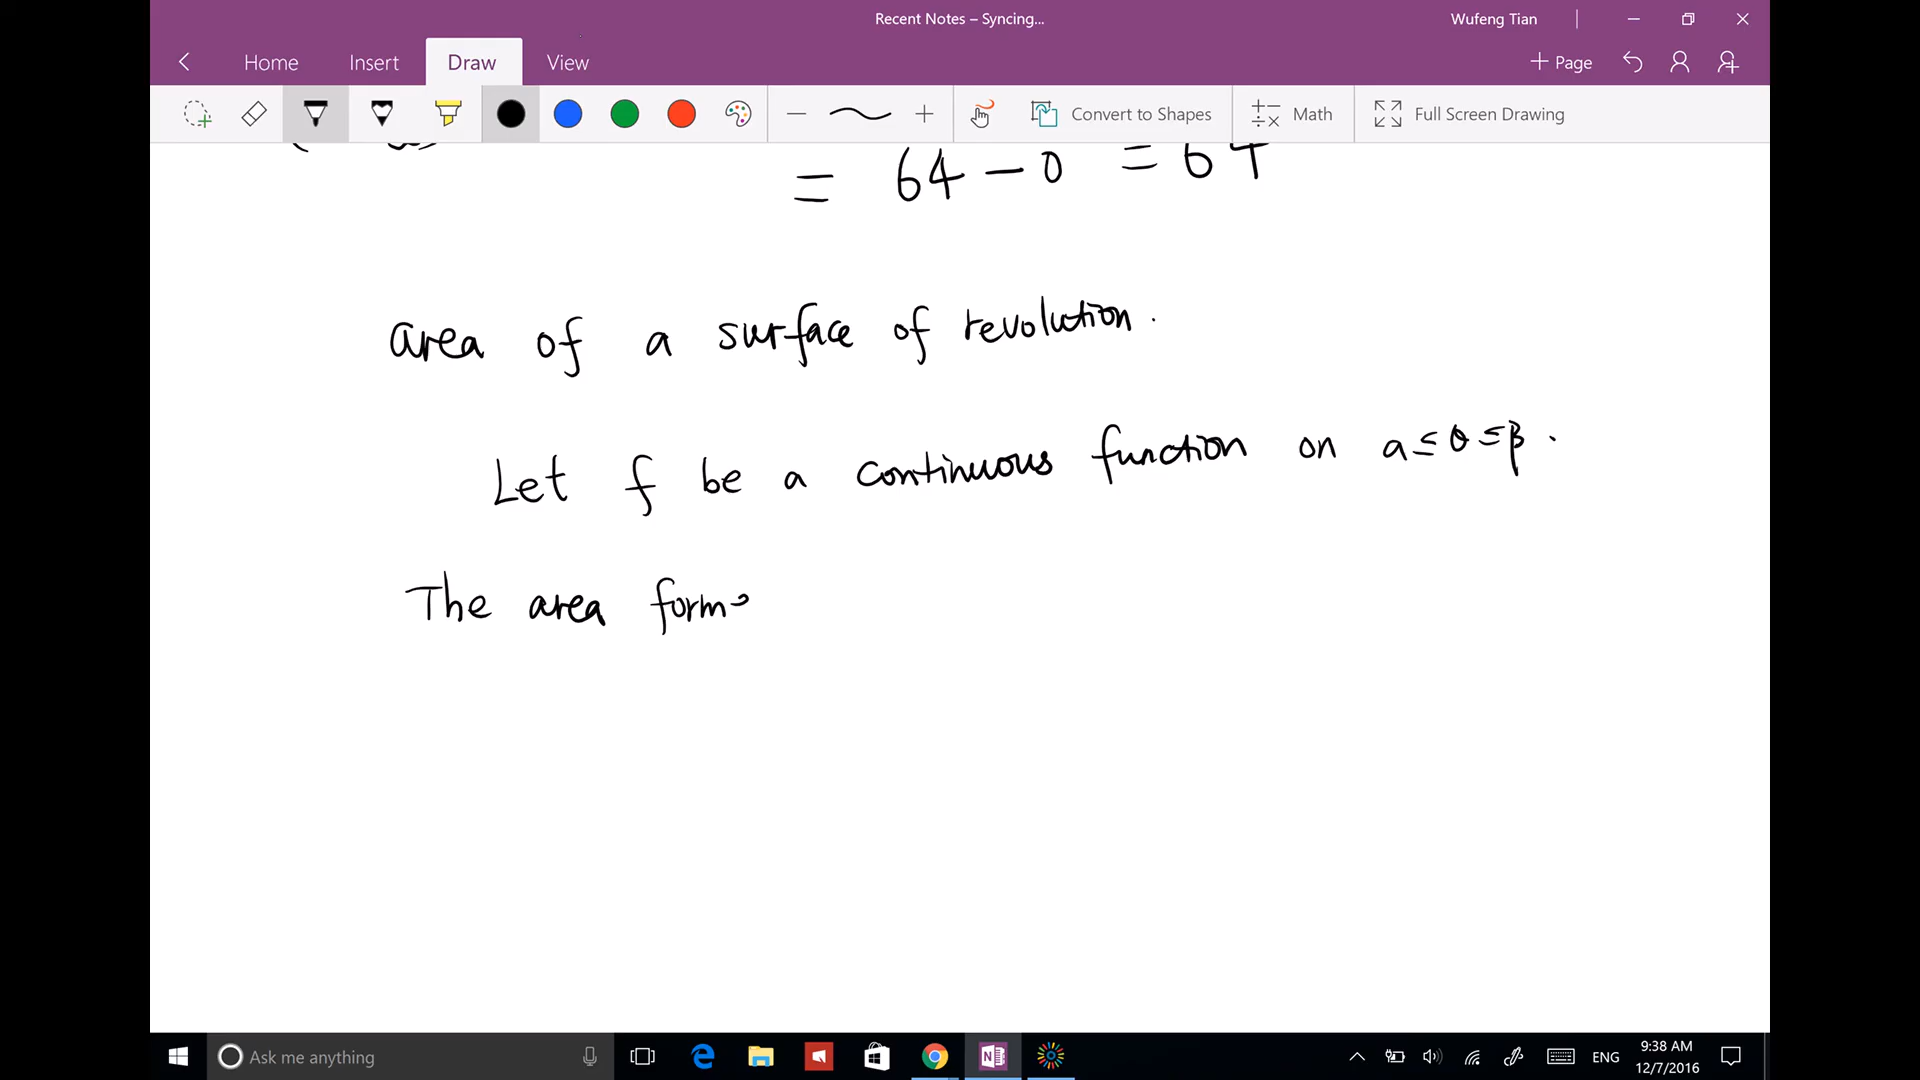 Recent Notes – Syncing...
Wufeng Tian
Home Insert Draw View
Page
Convert to Shapes Math Full Screen Drawing
= 64 - 0 = 64
area of a surface of revolution.
Let f be a continuous function on a ≤ θ ≤ β.
The area form
Ask me anything
ENG
9:38 AM
12/7/2016